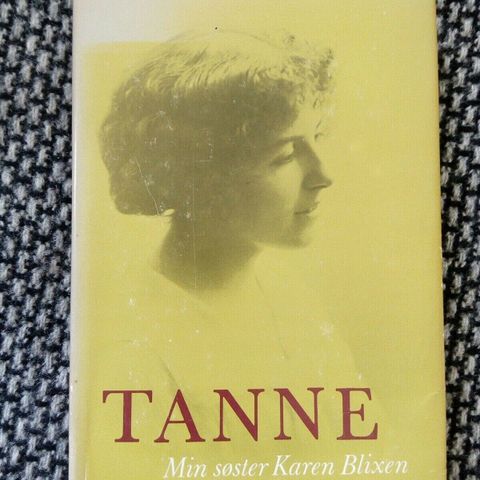 TANNE
Min søster Karen Blixen